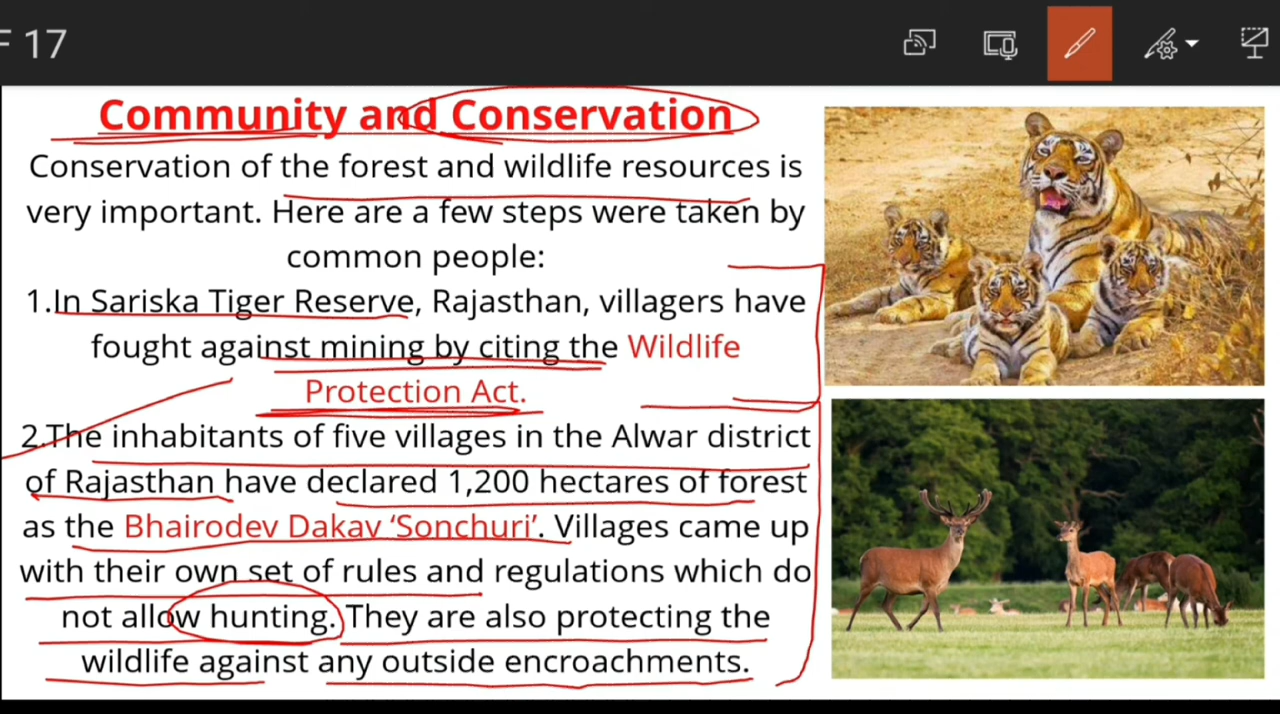 F 17
Community and Conservation
Conservation of the forest and wildlife resources is
very important. Here are a few steps were taken by
common people:
1.In Sariska Tiger Reserve, Rajasthan, villagers have
fought against mining by citing the Wildlife
Protection Act.
2.The inhabitants of five villages in the Alwar district
of Rajasthan have declared 1,200 hectares of forest
as the Bhairodev Dakav ‘Sonchuri’. Villages came up
with their own set of rules and regulations which do
not allow hunting. They are also protecting the
wildlife against any outside encroachments.